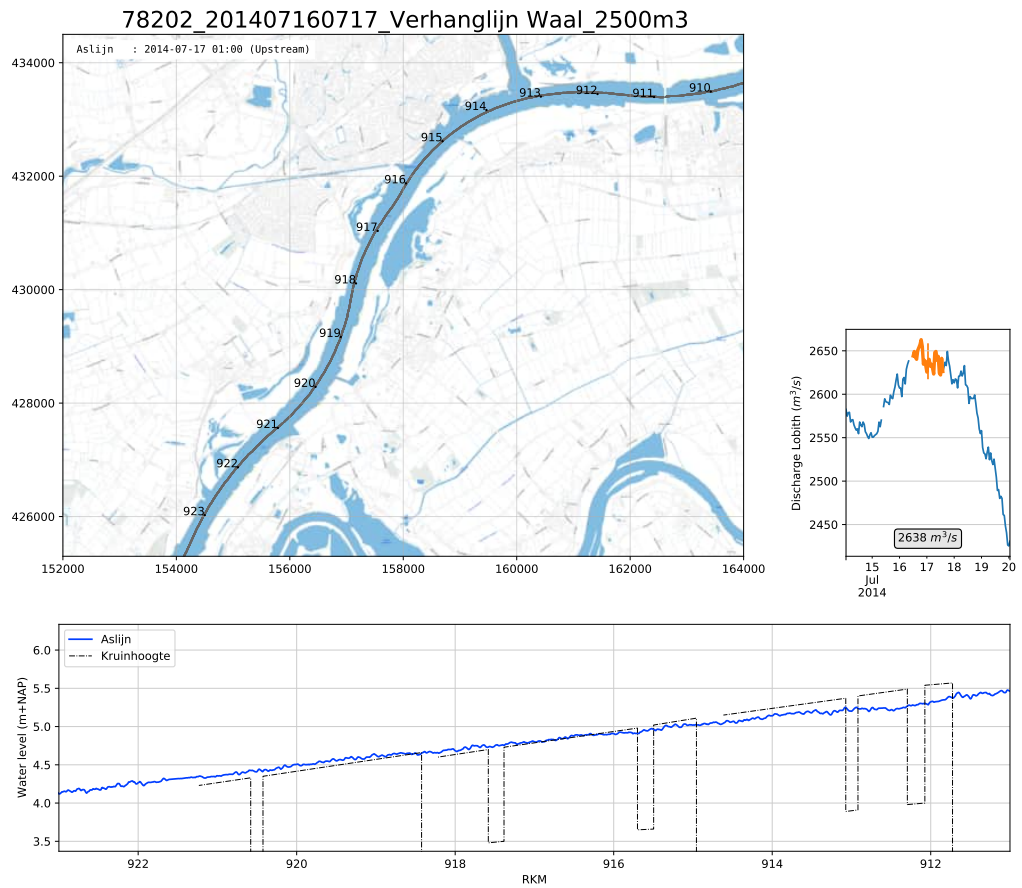 78202_201407160717_Verhanglijn Waal_2500m3
Aslijn : 2014-07-17 01:00 (Upstream)
434000
432000
430000
428000
426000
152000 154000 156000 158000 160000 162000 164000
910
911
912
913
914
915
916
917
918
919
920
921
922
923
Discharge Lobith (m³/s)
2650
2600
2550
2500
2450
2638 m³/s
15 16 17 18 19 20
Jul
2014
Water level (m+NAP)
6.0
5.5
5.0
4.5
4.0
3.5
Aslijn
Kruinhoogte
922 920 918 916 914 912
RKM